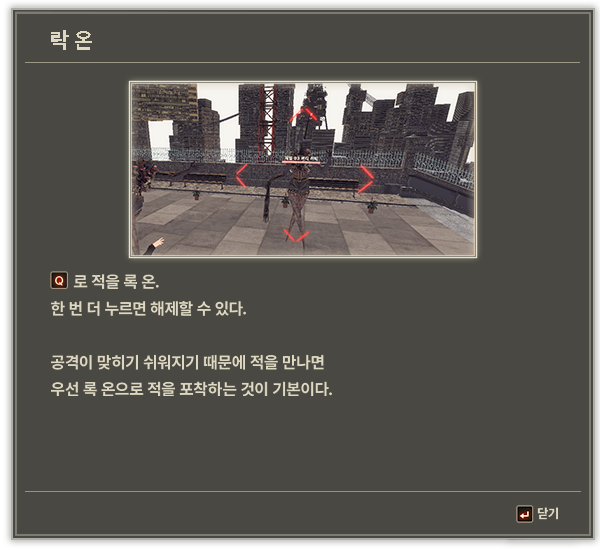 락 온
Q 로 적을 록 온.
한 번 더 누르면 해제할 수 있다.
공격이 맞히기 쉬워지기 때문에 적을 만나면
우선 록 온으로 적을 포착하는 것이 기본이다.
닫기